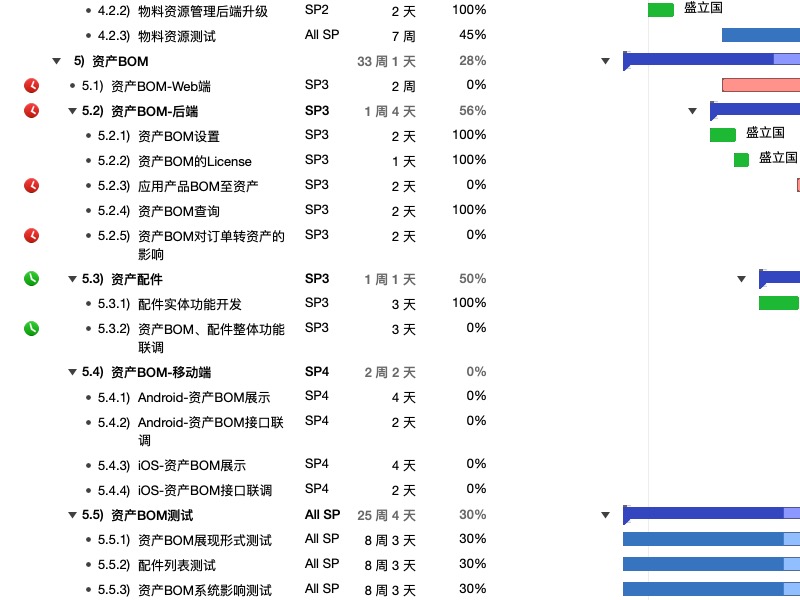 4.2.2) 物料资源管理后端升级 SP2 2 天 100% 盛立国
4.2.3) 物料资源测试 All SP 7 周 45%
5) 资产BOM 33 周 1 天 28%
5.1) 资产BOM-Web端 SP3 2 周 0%
5.2) 资产BOM-后端 SP3 1 周 4 天 56%
5.2.1) 资产BOM设置 SP3 2 天 100% 盛立国
5.2.2) 资产BOM的License SP3 1 天 100% 盛立国
5.2.3) 应用产品BOM至资产 SP3 2 天 0%
5.2.4) 资产BOM查询 SP3 2 天 100%
5.2.5) 资产BOM对订单转资产的 SP3 2 天 0%
影响
5.3) 资产配件 SP3 1 周 1 天 50%
5.3.1) 配件实体功能开发 SP3 3 天 100%
5.3.2) 资产BOM、配件整体功能 SP3 3 天 0%
联调
5.4) 资产BOM-移动端 SP4 2 周 2 天 0%
5.4.1) Android-资产BOM展示 SP4 4 天 0%
5.4.2) Android-资产BOM接口联 SP4 2 天 0%
调
5.4.3) iOS-资产BOM展示 SP4 4 天 0%
5.4.4) iOS-资产BOM接口联调 SP4 2 天 0%
5.5) 资产BOM测试 All SP 25 周 4 天 30%
5.5.1) 资产BOM展现形式测试 All SP 8 周 3 天 30%
5.5.2) 配件列表测试 All SP 8 周 3 天 30%
5.5.3) 资产BOM系统影响测试 All SP 8 周 3 天 30%